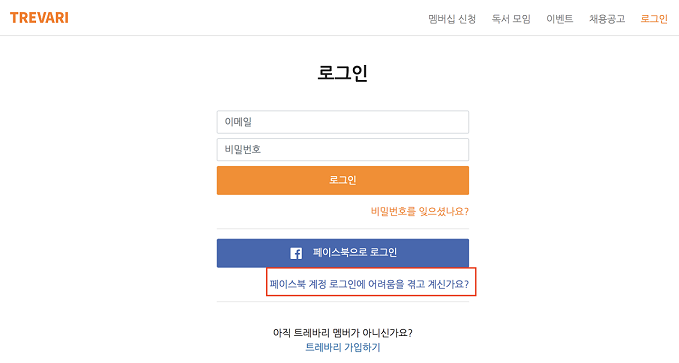 TREVARI
멤버십 신청 독서 모임 이벤트 채용공고 로그인
로그인
이메일
비밀번호
로그인
비밀번호를 잊으셨나요?
페이스북으로 로그인
페이스북 계정 로그인에 어려움을 겪고 계신가요?
아직 트레바리 멤버가 아니신가요?
트레바리 가입하기